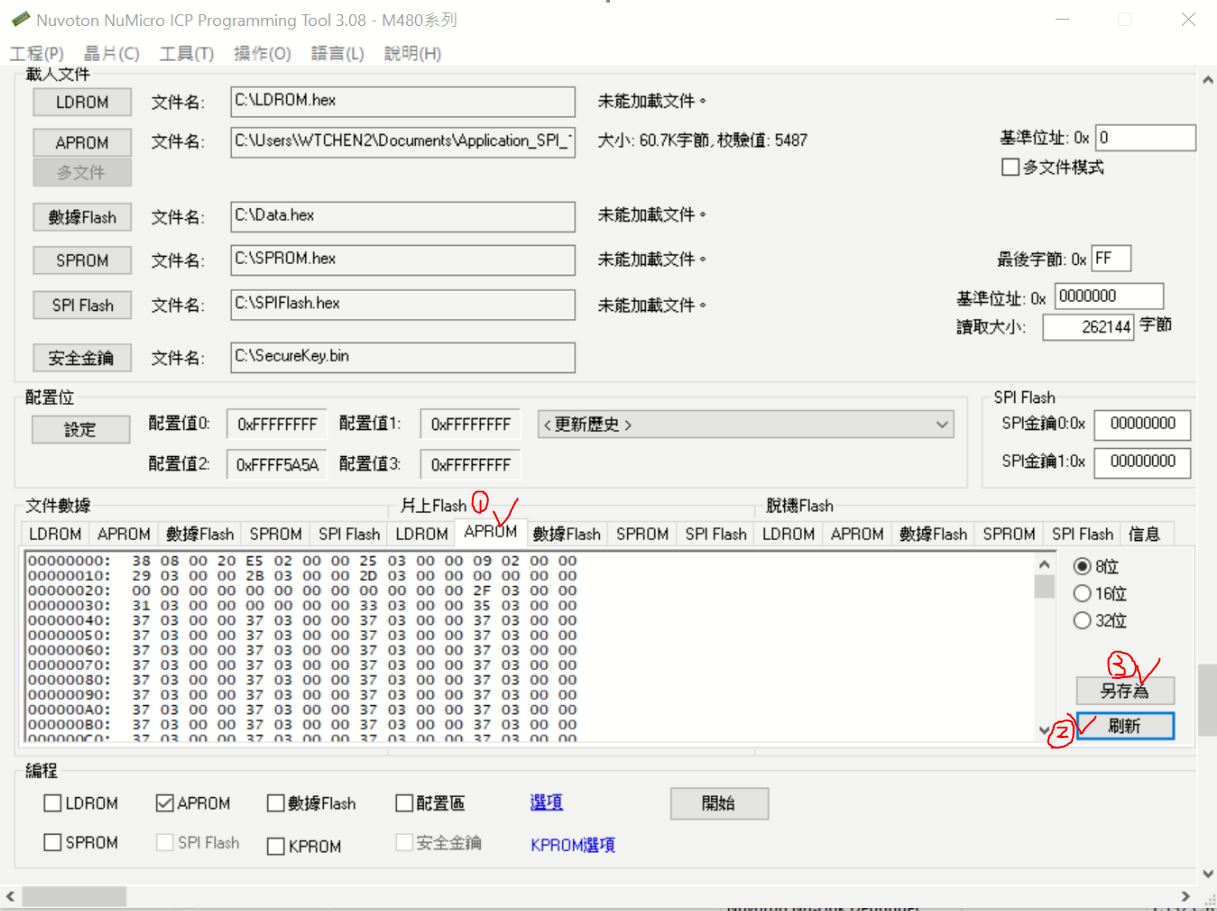 Nuvoton NuMicro ICP Programming Tool 3.08 - M480系列
工程(P) 晶片(C) 工具(T) 操作(O) 語言(L) 說明(H)
載入文件
LDROM 文件名: C:\LDROM.hex 未能加載文件。
APROM 文件名: C:\Users\WTCHEN2\Documents\Application_SPI_ 大小: 60.7K字節,校驗值: 5487 基準位址: 0x 0
多文件 多文件模式
數據Flash 文件名: C:\Data.hex 未能加載文件。
SPROM 文件名: C:\SPROM.hex 未能加載文件。 最後字節: 0x FF
SPI Flash 文件名: C:\SPIFlash.hex 未能加載文件。 基準位址: 0x 0000000
讀取大小: 262144 字節
安全金鑰 文件名: C:\SecureKey.bin
配置位 SPI Flash
設定 配置值0: 0xFFFFFFFF 配置值1: 0xFFFFFFFF <更新歷史> SPI金鑰0:0x 00000000
配置值2: 0xFFFF5A5A 配置值3: 0xFFFFFFFF SPI金鑰1:0x 00000000
文件數據 片上Flash ① 脫機Flash
LDROM APROM 數據Flash SPROM SPI Flash LDROM APROM 數據Flash SPROM SPI Flash LDROM APROM 數據Flash SPROM SPI Flash 信息
00000000: 38 08 00 20 E5 02 00 00 25 03 00 00 09 02 00 00
00000010: 29 03 00 00 2B 03 00 00 2D 03 00 00 00 00 00 00
00000020: 00 00 00 00 00 00 00 00 00 00 00 00 2F 03 00 00
00000030: 31 03 00 00 00 00 00 00 33 03 00 00 35 03 00 00
00000040: 37 03 00 00 37 03 00 00 37 03 00 00 37 03 00 00
00000050: 37 03 00 00 37 03 00 00 37 03 00 00 37 03 00 00
00000060: 37 03 00 00 37 03 00 00 37 03 00 00 37 03 00 00
00000070: 37 03 00 00 37 03 00 00 37 03 00 00 37 03 00 00
00000080: 37 03 00 00 37 03 00 00 37 03 00 00 37 03 00 00
00000090: 37 03 00 00 37 03 00 00 37 03 00 00 37 03 00 00
000000A0: 37 03 00 00 37 03 00 00 37 03 00 00 37 03 00 00
000000B0: 37 03 00 00 37 03 00 00 37 03 00 00 37 03 00 00
000000C0: 37 03 00 00 37 03 00 00 37 03 00 00 37 03 00 00
8位
16位
32位
③
另存為
② 刷新
編程
LDROM APROM 數據Flash 配置區 選項 開始
SPROM SPI Flash KPROM 安全金鑰 KPROM選項